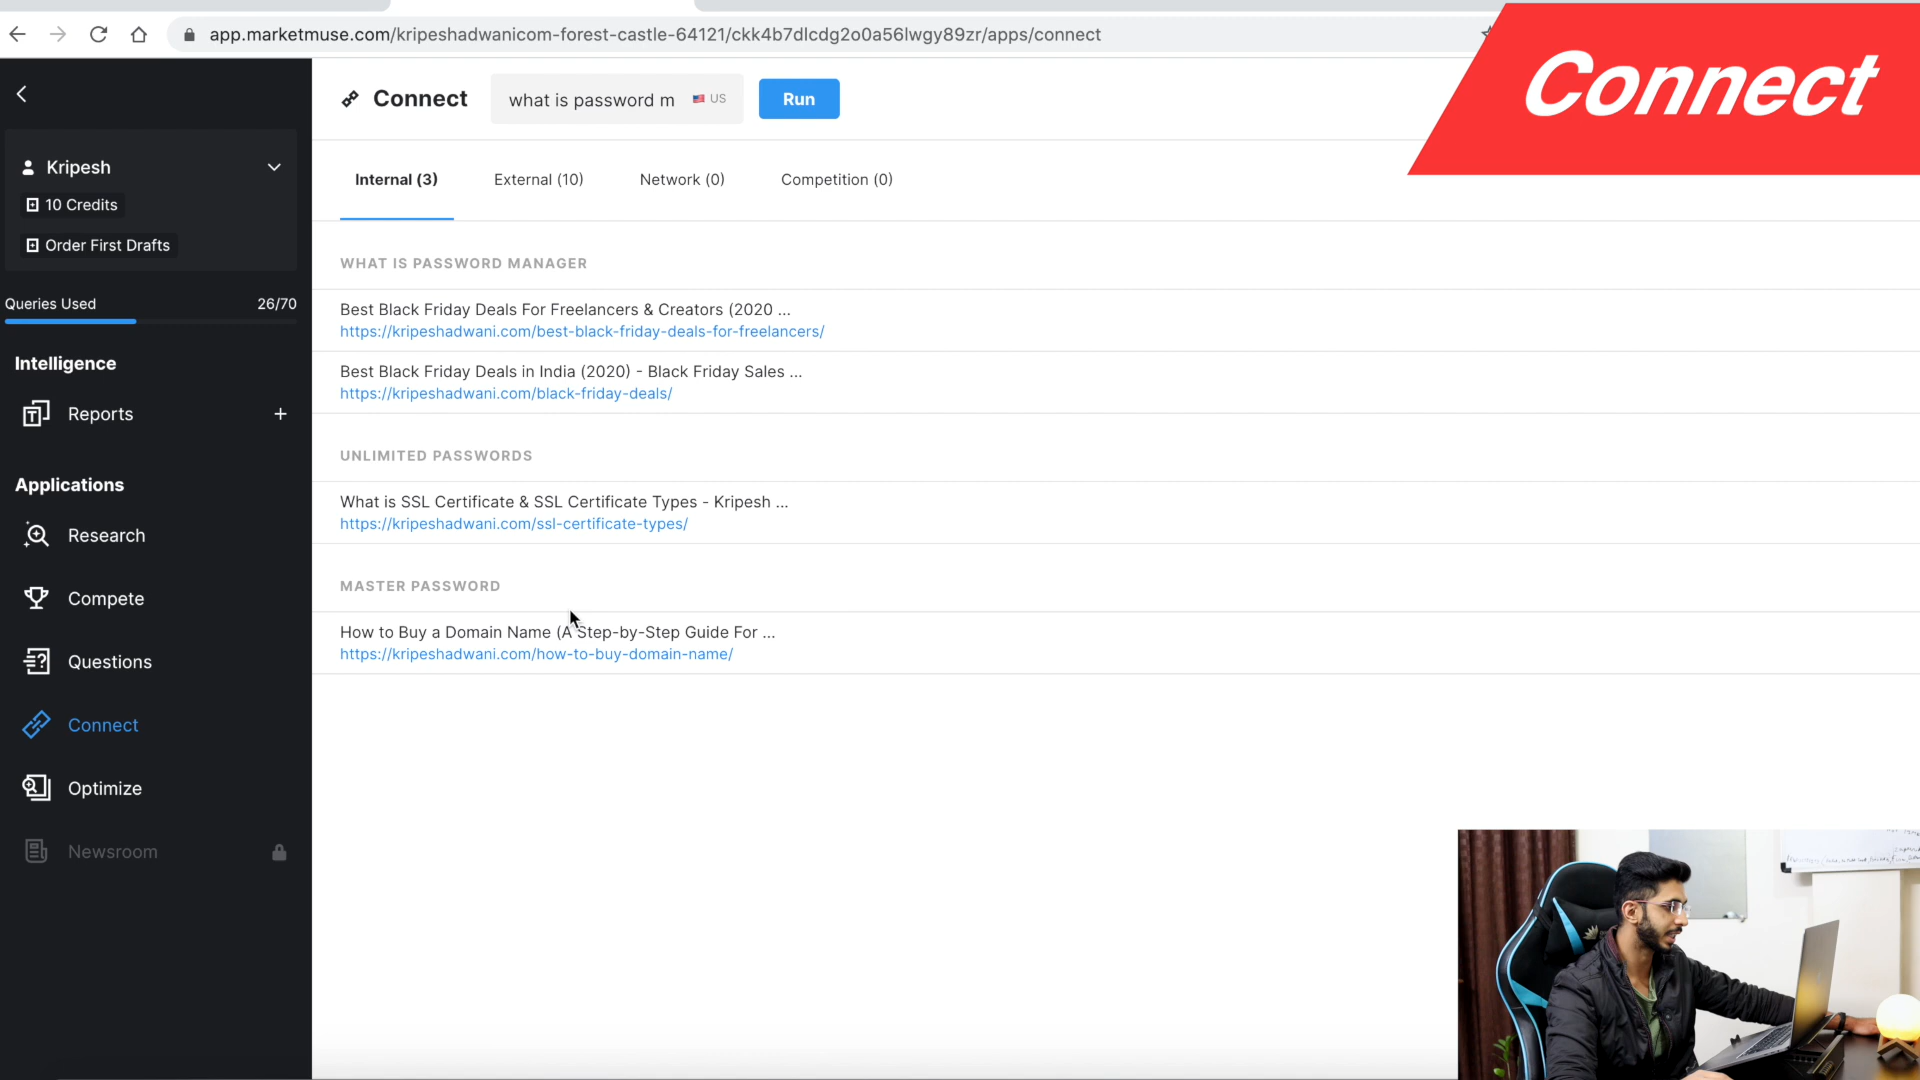 app.marketmuse.com/kripeshadwanicom-forest-castle-64121/ckk4b7dlcdg2o0a56lwgy89zr/apps/connect
Connect
Kripesh
10 Credits
Order First Drafts
Queries Used 26/70
Intelligence
Reports +
Applications
Research
Compete
Questions
Connect
Optimize
Newsroom
Connect what is password m US Run
Internal (3) External (10) Network (0) Competition (0)
WHAT IS PASSWORD MANAGER
Best Black Friday Deals For Freelancers & Creators (2020 ...
https://kripeshadwani.com/best-black-friday-deals-for-freelancers/
Best Black Friday Deals in India (2020) - Black Friday Sales ...
https://kripeshadwani.com/black-friday-deals/
UNLIMITED PASSWORDS
What is SSL Certificate & SSL Certificate Types - Kripesh ...
https://kripeshadwani.com/ssl-certificate-types/
MASTER PASSWORD
How to Buy a Domain Name (A Step-by-Step Guide For ...
https://kripeshadwani.com/how-to-buy-domain-name/